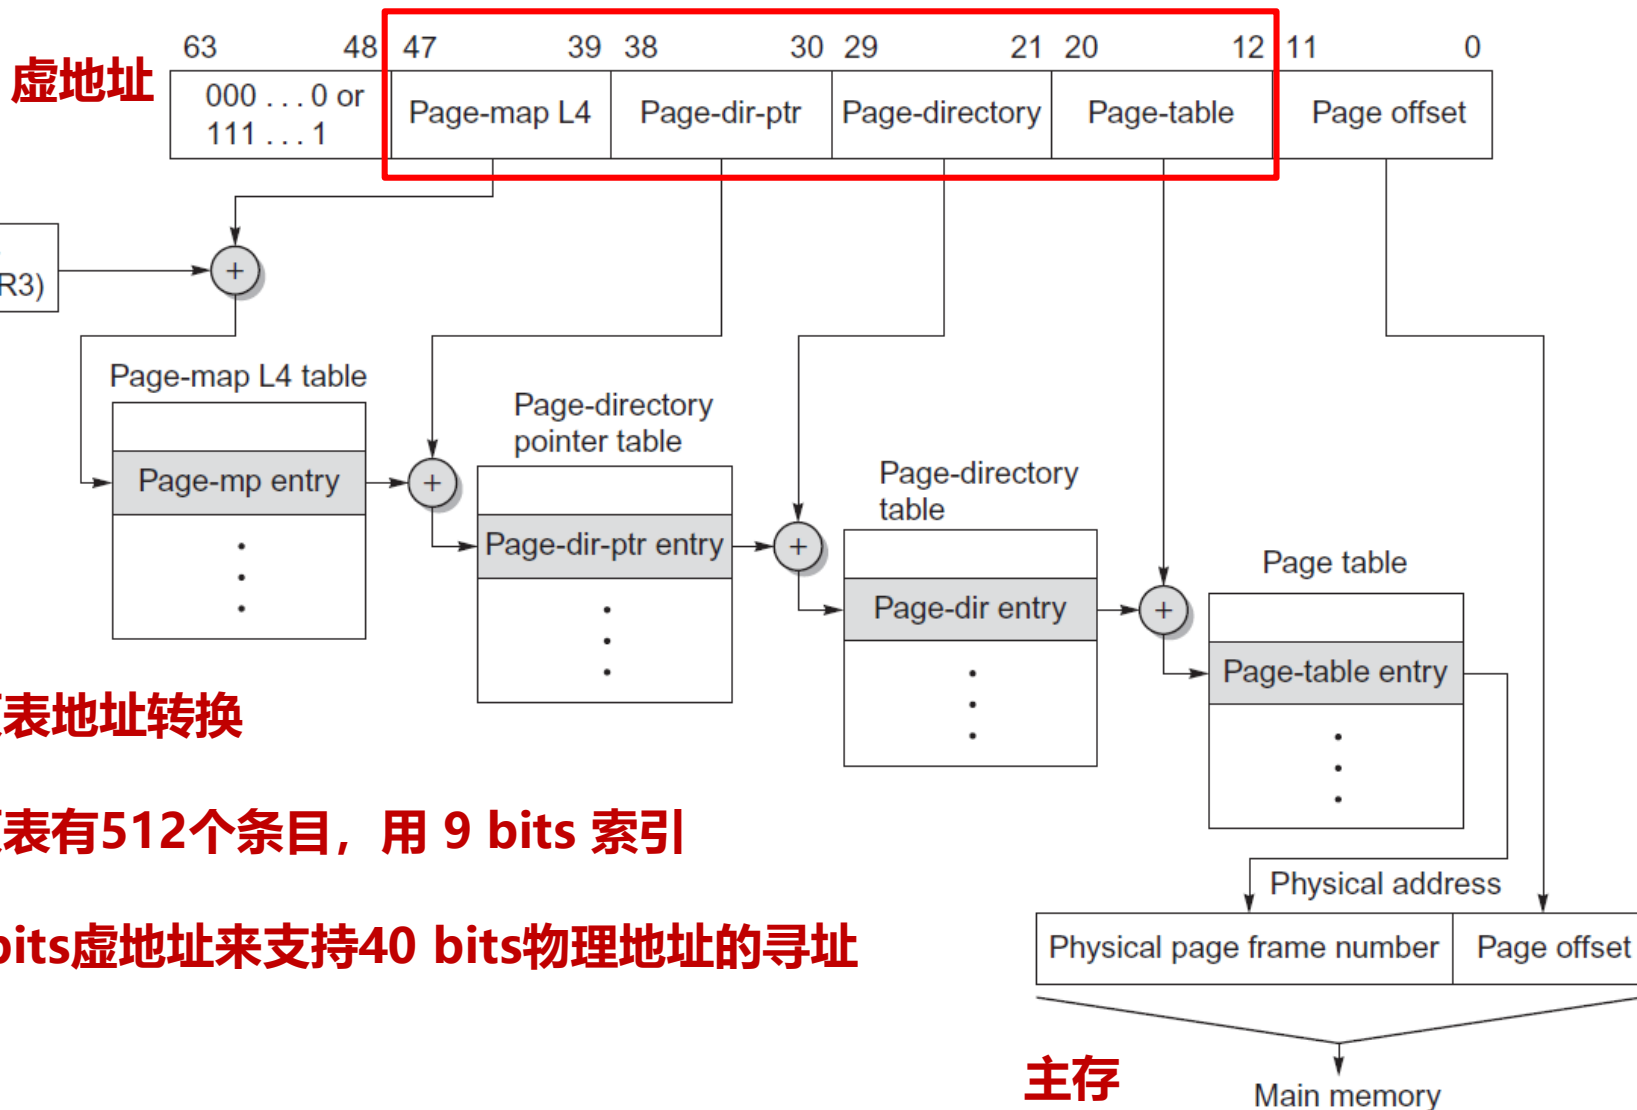 63 48 47 39 38 30 29 21 20 12 11 0
虚地址
000 . . . 0 or
111 . . . 1
Page-map L4 Page-dir-ptr Page-directory Page-table Page offset
+
R3)
Page-map L4 table
Page-directory
pointer table
Page-mp entry
+
Page-directory
table
Page-dir-ptr entry
+
Page table
Page-dir entry
+
Page-table entry
表地址转换
表有512个条目，用 9 bits 索引
bits虚地址来支持40 bits物理地址的寻址
Physical address
Physical page frame number Page offset
主存
Main memory